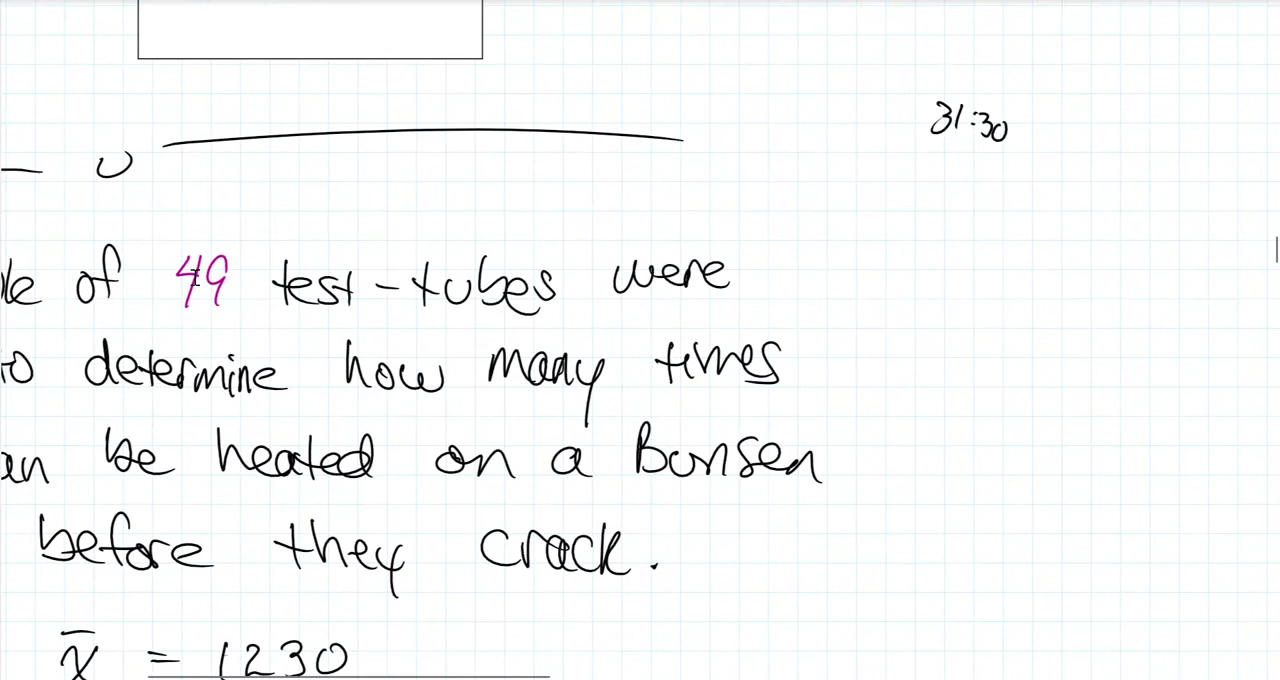 31:30
le of 49 test-tubes were
to determine how many times
an be heated on a Bunsen
before they crack.
x̄ = 1230